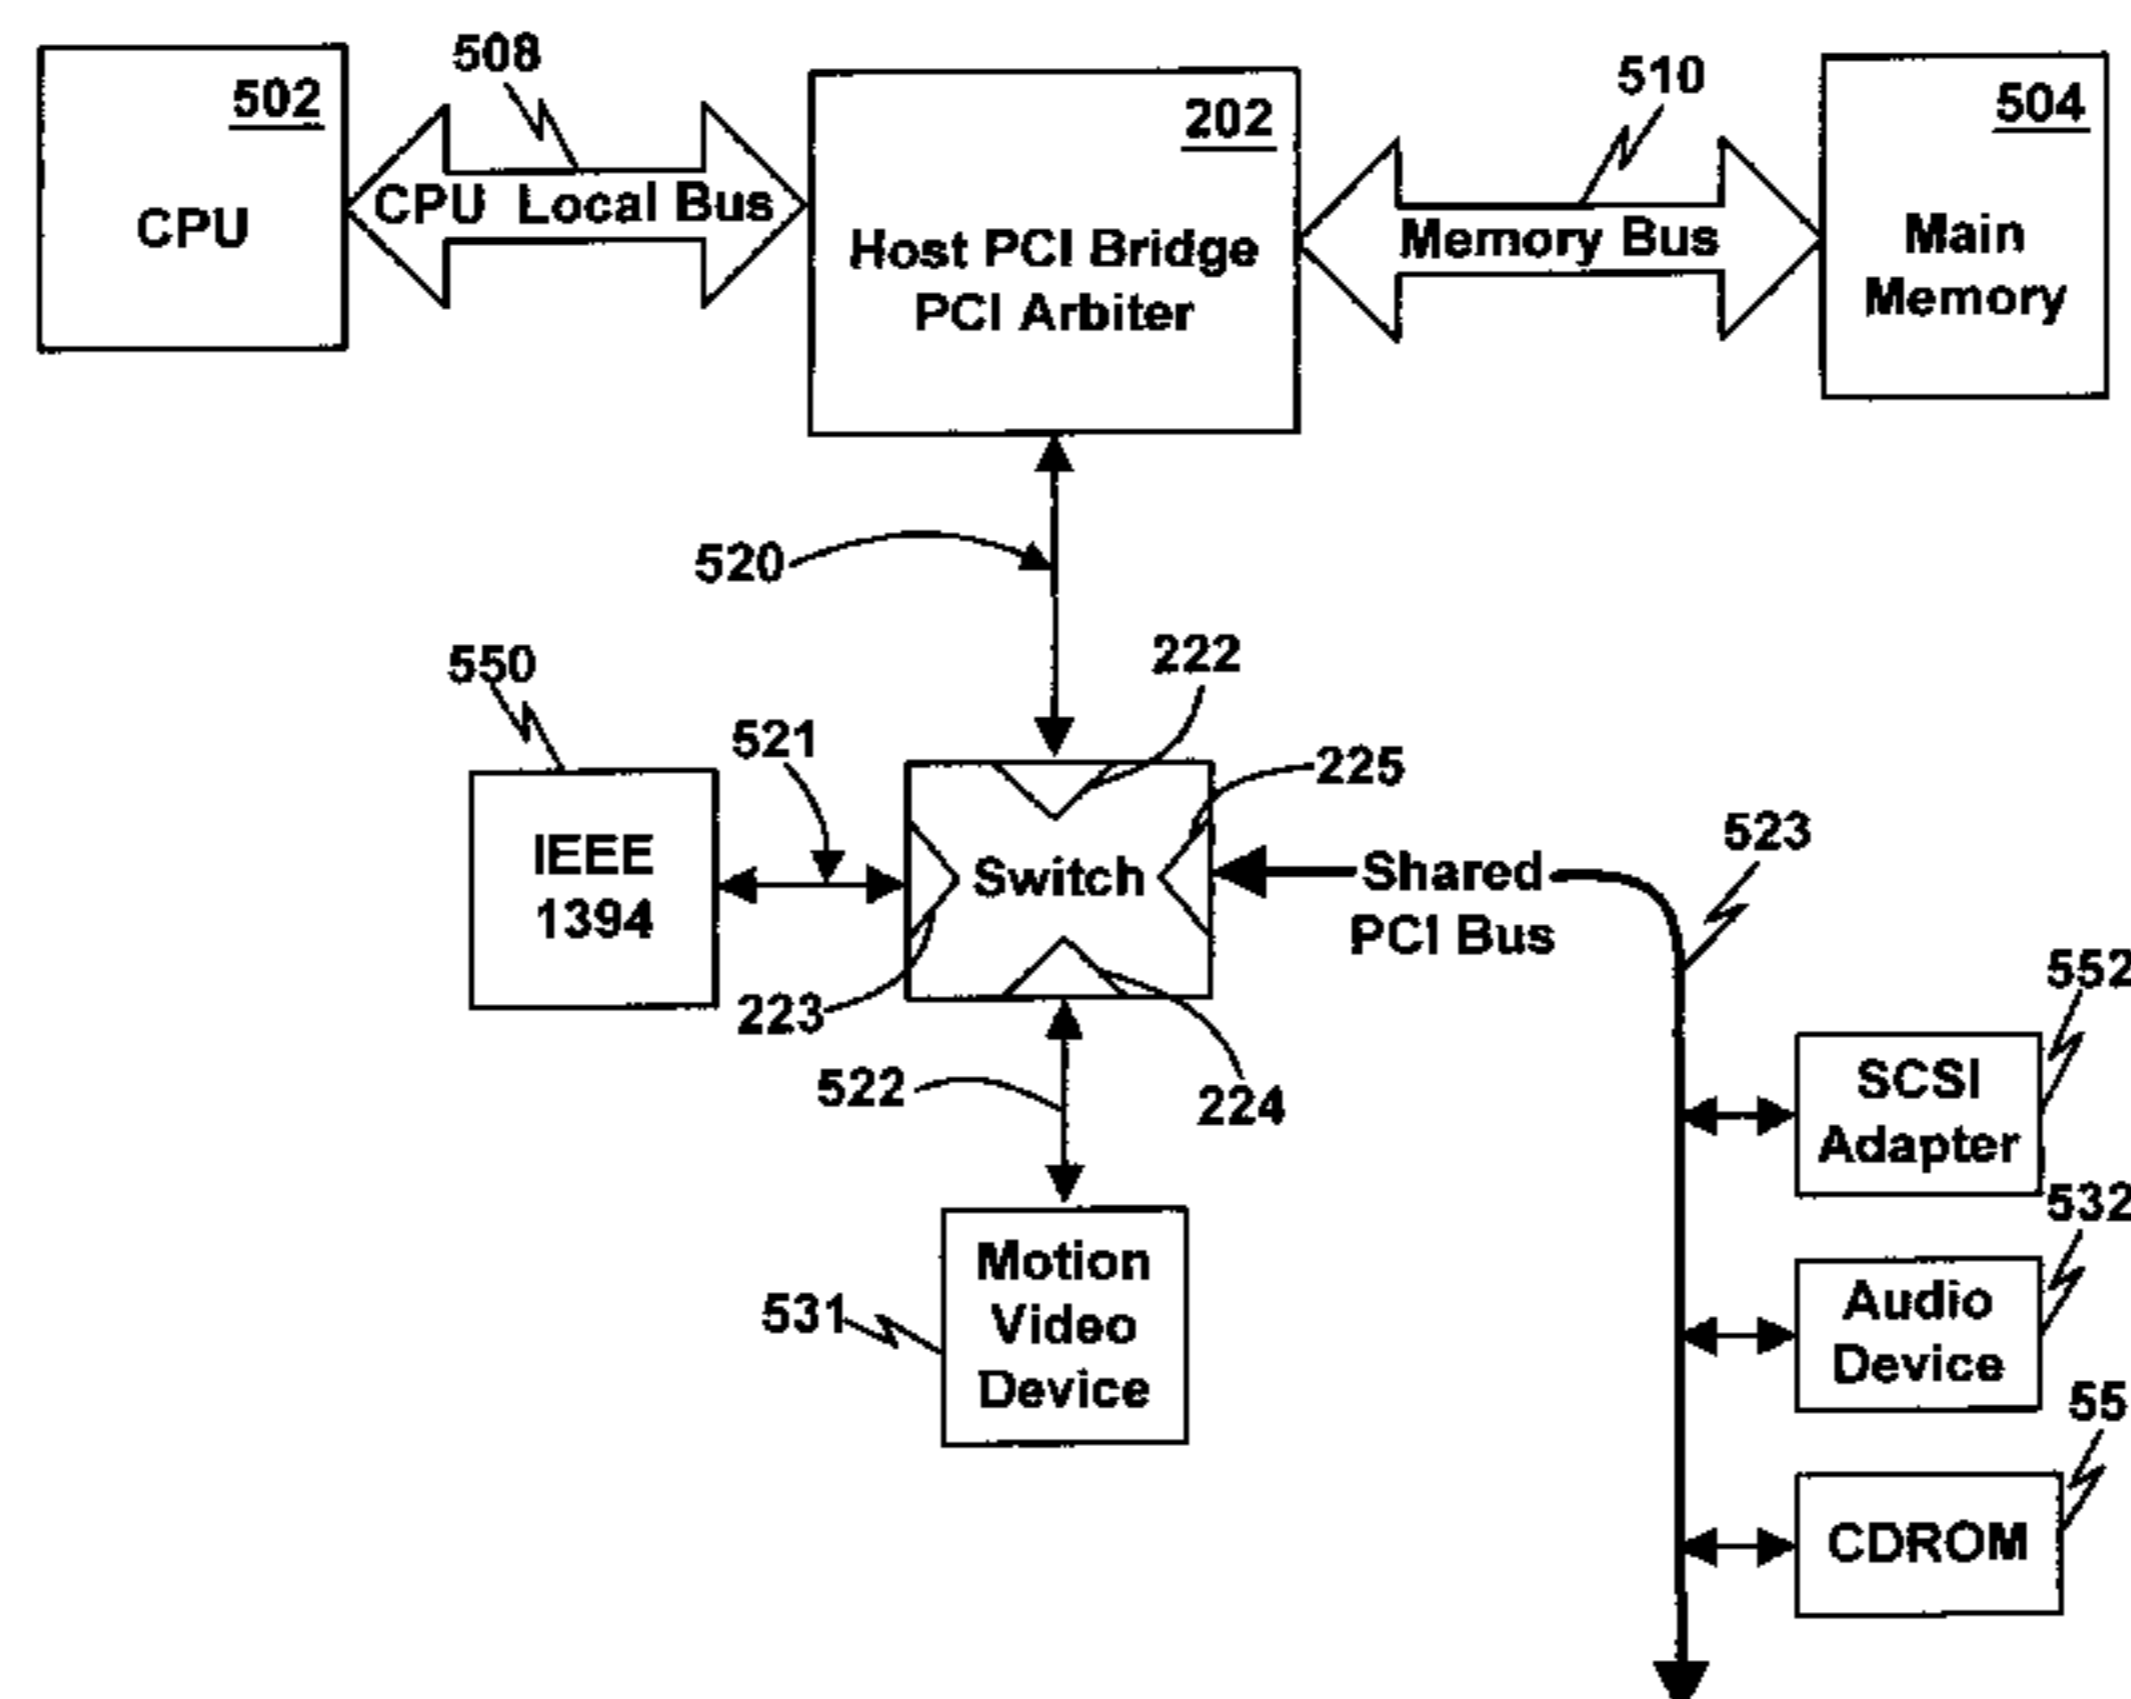 508
510
502
CPU
CPU Local Bus
202
Host PCI Bridge
PCI Arbiter
Memory Bus
504
Main
Memory
520
550
222
521
225
IEEE
1394
Switch
Shared
PCI Bus
523
223
552
522
224
SCSI
Adapter
532
531
Motion
Video
Device
Audio
Device
55
CDROM